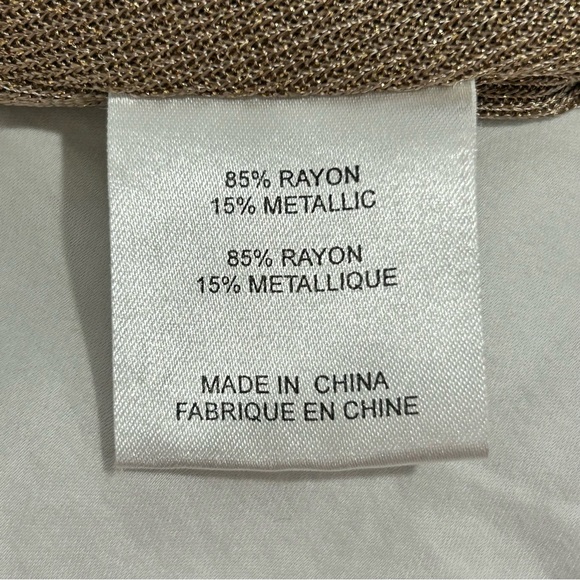 85% RAYON
15% METALLIC
85% RAYON
15% METALLIQUE
MADE IN CHINA
FABRIQUE EN CHINE